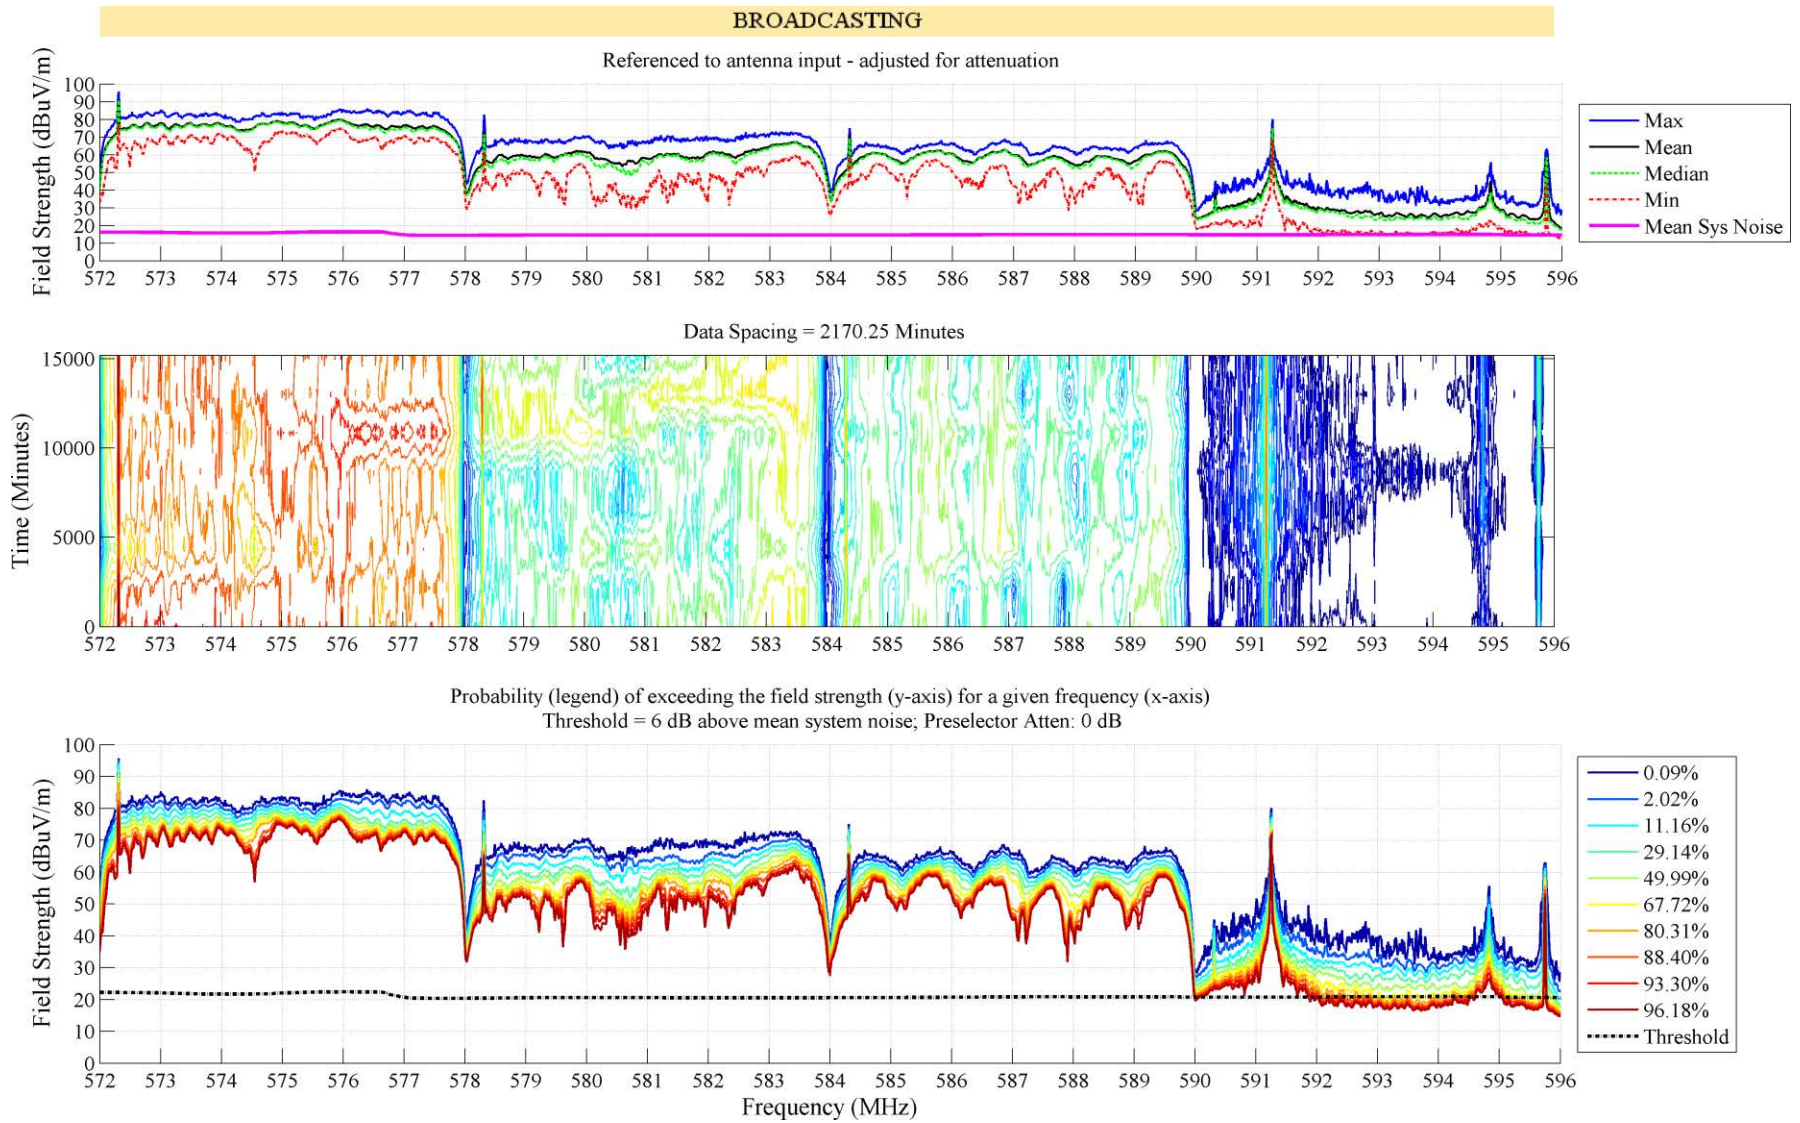 BROADCASTING
Referenced to antenna input - adjusted for attenuation
Field Strength (dBuV/m)
100
90
80
70
60
50
40
30
20
10
0
572 573 574 575 576 577 578 579 580 581 582 583 584 585 586 587 588 589 590 591 592 593 594 595 596
Max
Mean
Median
Min
Mean Sys Noise
Data Spacing = 2170.25 Minutes
Time (Minutes)
15000
10000
5000
0
572 573 574 575 576 577 578 579 580 581 582 583 584 585 586 587 588 589 590 591 592 593 594 595 596
Probability (legend) of exceeding the field strength (y-axis) for a given frequency (x-axis)
Threshold = 6 dB above mean system noise; Preselector Atten: 0 dB
Field Strength (dBuV/m)
100
90
80
70
60
50
40
30
20
10
0
572 573 574 575 576 577 578 579 580 581 582 583 584 585 586 587 588 589 590 591 592 593 594 595 596
Frequency (MHz)
0.09%
2.02%
11.16%
29.14%
49.99%
67.72%
80.31%
88.40%
93.30%
96.18%
Threshold